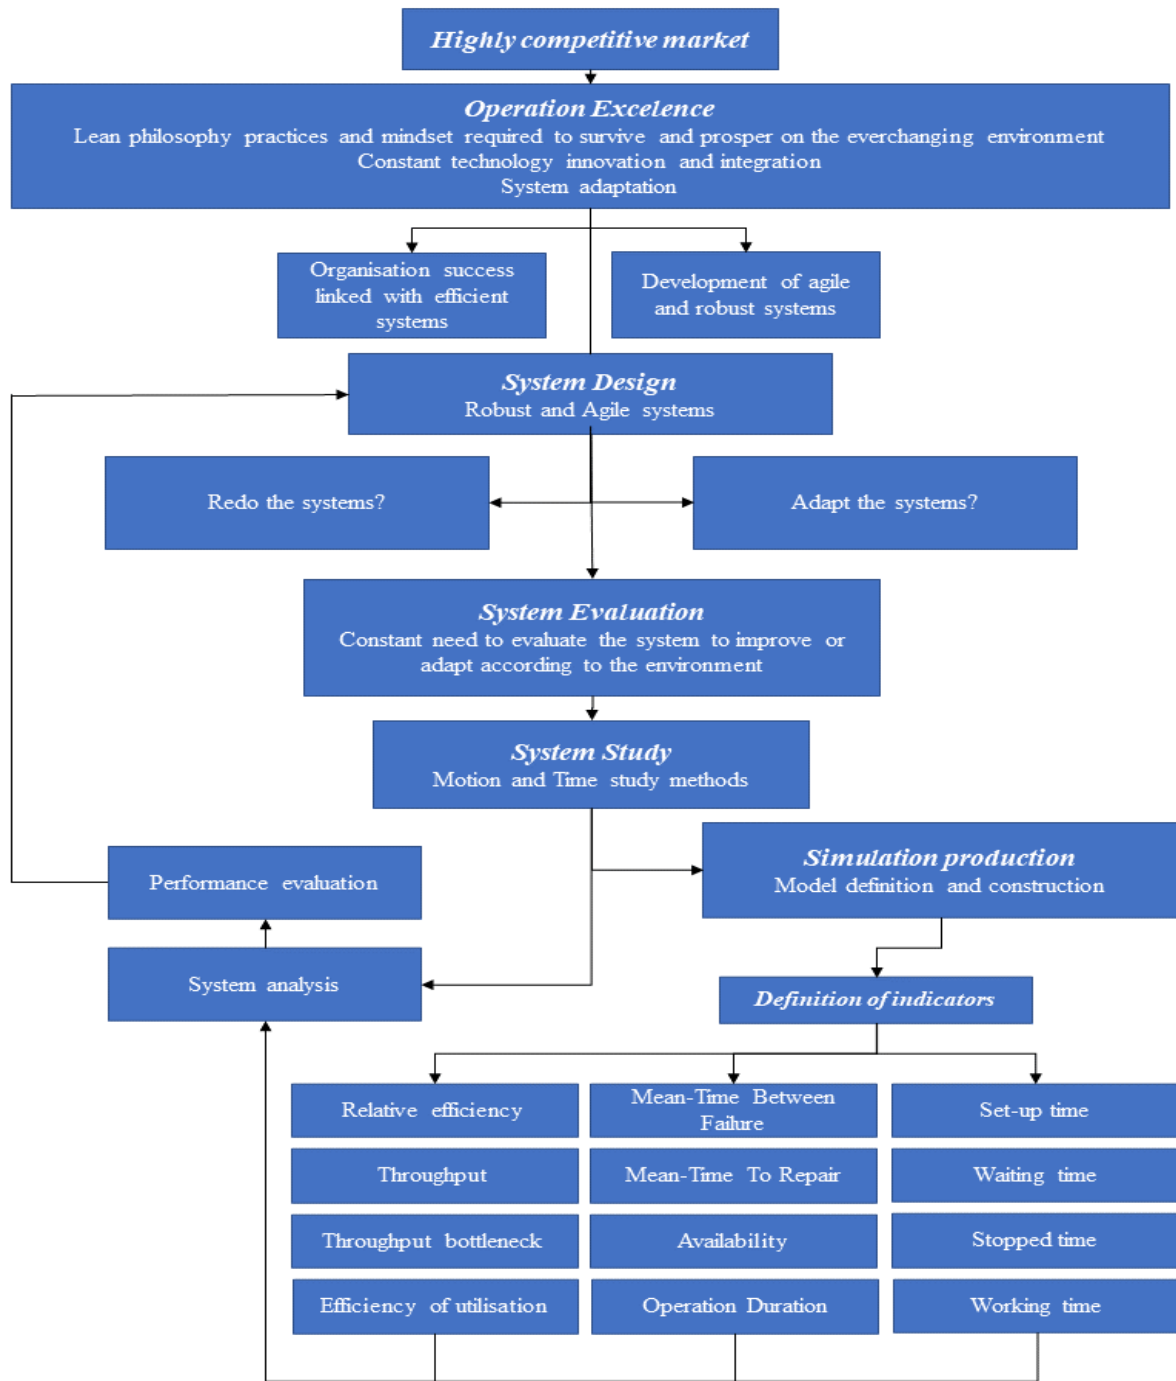 Highly competitive market
Operation Excelence
Lean philosophy practices and mindset required to survive and prosper on the everchanging environment
Constant technology innovation and integration
System adaptation
Organisation success
linked with efficient
systems
Development of agile
and robust systems
System Design
Robust and Agile systems
Redo the systems?
Adapt the systems?
System Evaluation
Constant need to evaluate the system to improve or
adapt according to the environment
System Study
Motion and Time study methods
Simulation production
Model definition and construction
Performance evaluation
System analysis
Definition of indicators
Relative efficiency
Mean-Time Between
Failure
Set-up time
Throughput
Mean-Time To Repair
Waiting time
Throughput bottleneck
Availability
Stopped time
Efficiency of utilisation
Operation Duration
Working time